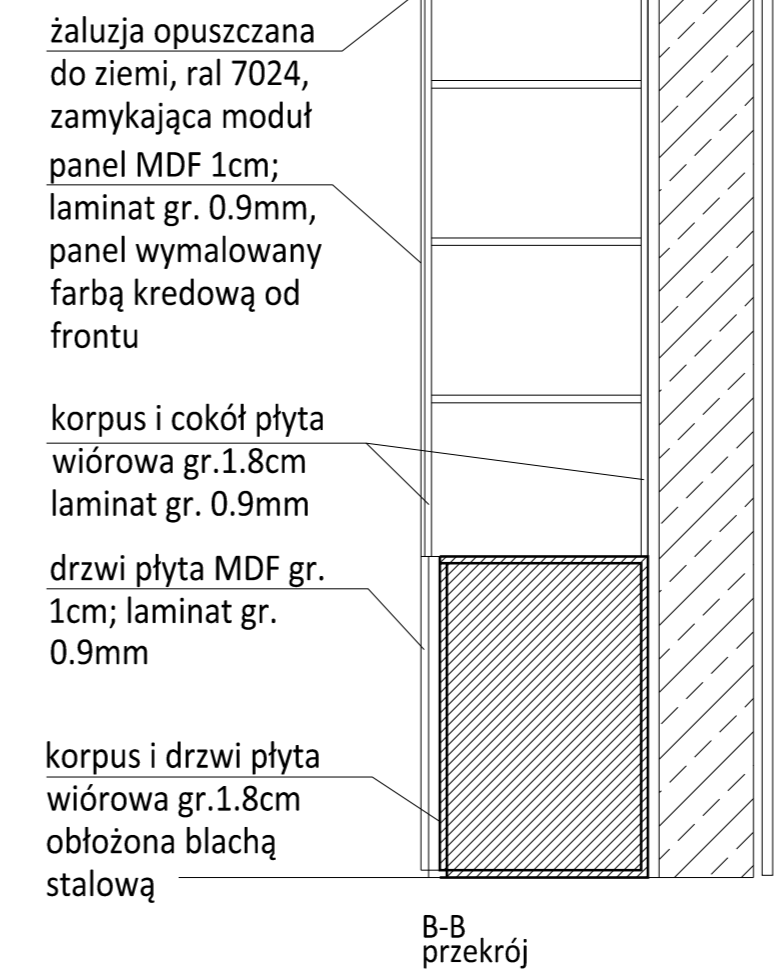 żaluzja opuszczana
do ziemi, ral 7024,
zamykająca moduł
panel MDF 1cm;
laminat gr. 0.9mm,
panel wymalowany
farbą kredową od
frontu
korpus i cokół płyta
wiórowa gr.1.8cm
laminat gr. 0.9mm
drzwi płyta MDF gr.
1cm; laminat gr.
0.9mm
korpus i drzwi płyta
wiórowa gr.1.8cm
obłożona blachą
stalową
B-B
przekrój